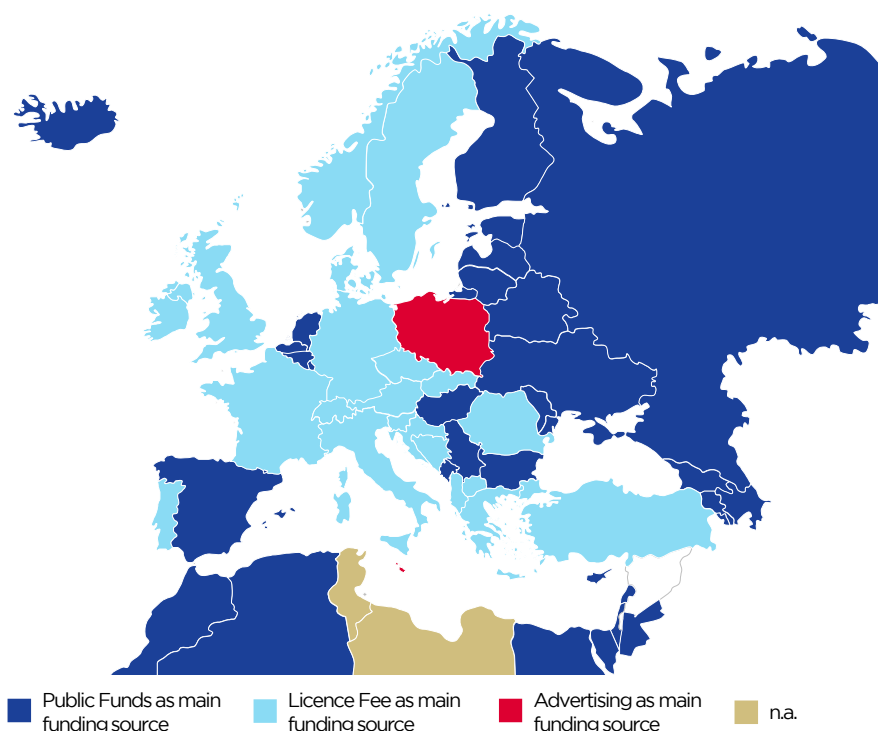 Public Funds as main
funding source
Licence Fee as main
funding source
Advertising as main
funding source
n.a.